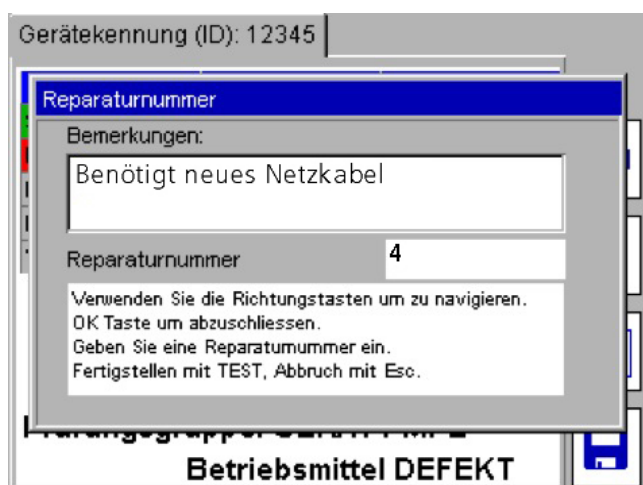 Gerätekennung (ID): 12345
Reparaturnummer
Bemerkungen:
Benötigt neues Netzkabel
Reparaturnummer 4
Verwenden Sie die Richtungstasten um zu navigieren.
OK Taste um abzuschliessen.
Geben Sie eine Reparaturnummer ein.
Fertigstellen mit TEST, Abbruch mit Esc.
Betriebsmittel DEFEKT